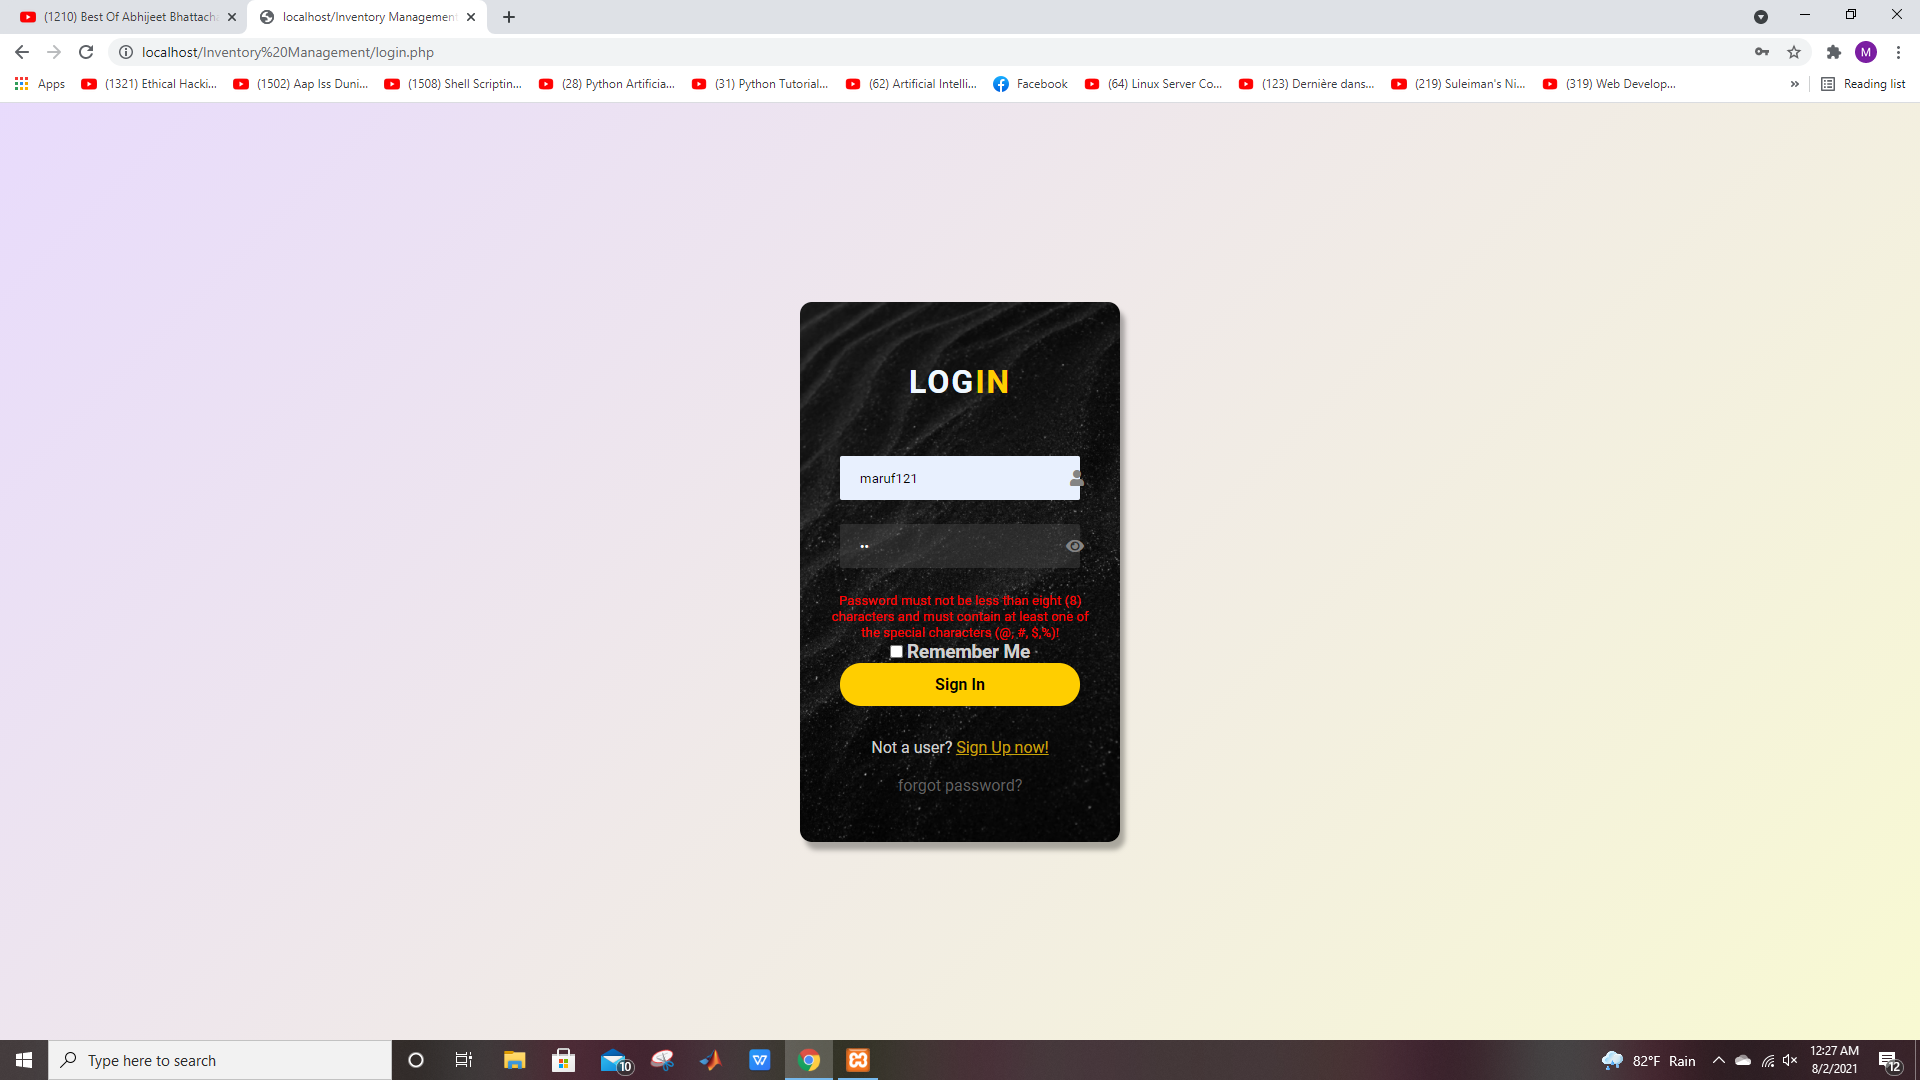 (1210) Best Of Abhijeet Bhattach
localhost/Inventory Management
localhost/Inventory%20Management/login.php
M
Apps
(1321) Ethical Hacki...
(1502) Aap Iss Duni...
(1508) Shell Scriptin...
(28) Python Artificia...
(31) Python Tutorial...
(62) Artificial Intelli...
Facebook
(64) Linux Server Co...
(123) Dernière dans...
(219) Suleiman's Ni...
(319) Web Develop...
»
Reading list
LOGIN
maruf121
Password must not be less than eight (8)
characters and must contain at least one of
the special characters (@, #, $,%)!
Remember Me
Sign In
Not a user? Sign Up now!
forgot password?
Type here to search
10
W
82°F Rain
12:27 AM
8/2/2021
12